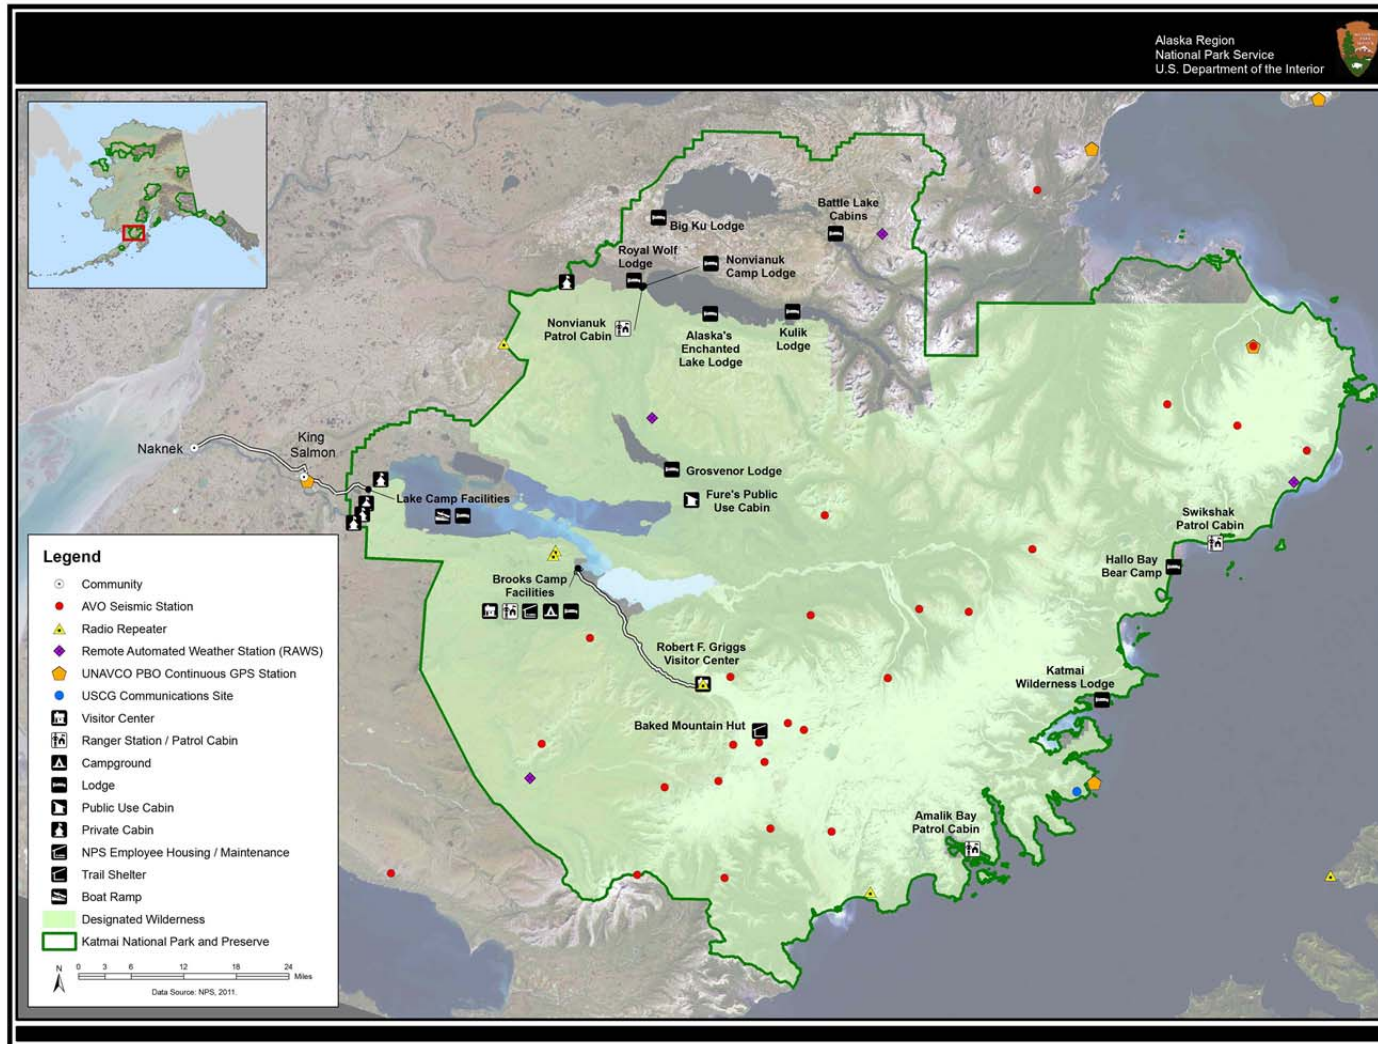 Alaska Region
National Park Service
U.S. Department of the Interior
Battle Lake
Cabins
Big Ku Lodge
Royal Wolf
Lodge
Nonvianuk
Camp Lodge
Nonvianuk
Patrol Cabin
Alaska's
Enchanted
Lake Lodge
Kulik
Lodge
Naknek
King
Salmon
Grosvenor Lodge
Lake Camp Facilities
Fure's Public
Use Cabin
Swikshak
Patrol Cabin
Hallo Bay
Bear Camp
Brooks Camp
Facilities
Robert F. Griggs
Visitor Center
Katmai
Wilderness Lodge
Baked Mountain Hut
Amalik Bay
Patrol Cabin
Legend
Community
AVO Seismic Station
Radio Repeater
Remote Automated Weather Station (RAWS)
UNAVCO PBO Continuous GPS Station
USCG Communications Site
Visitor Center
Ranger Station / Patrol Cabin
Campground
Lodge
Public Use Cabin
Private Cabin
NPS Employee Housing / Maintenance
Trail Shelter
Boat Ramp
Designated Wilderness
Katmai National Park and Preserve
N
0 3 6 12 18 24
Miles
Data Source: NPS, 2011.